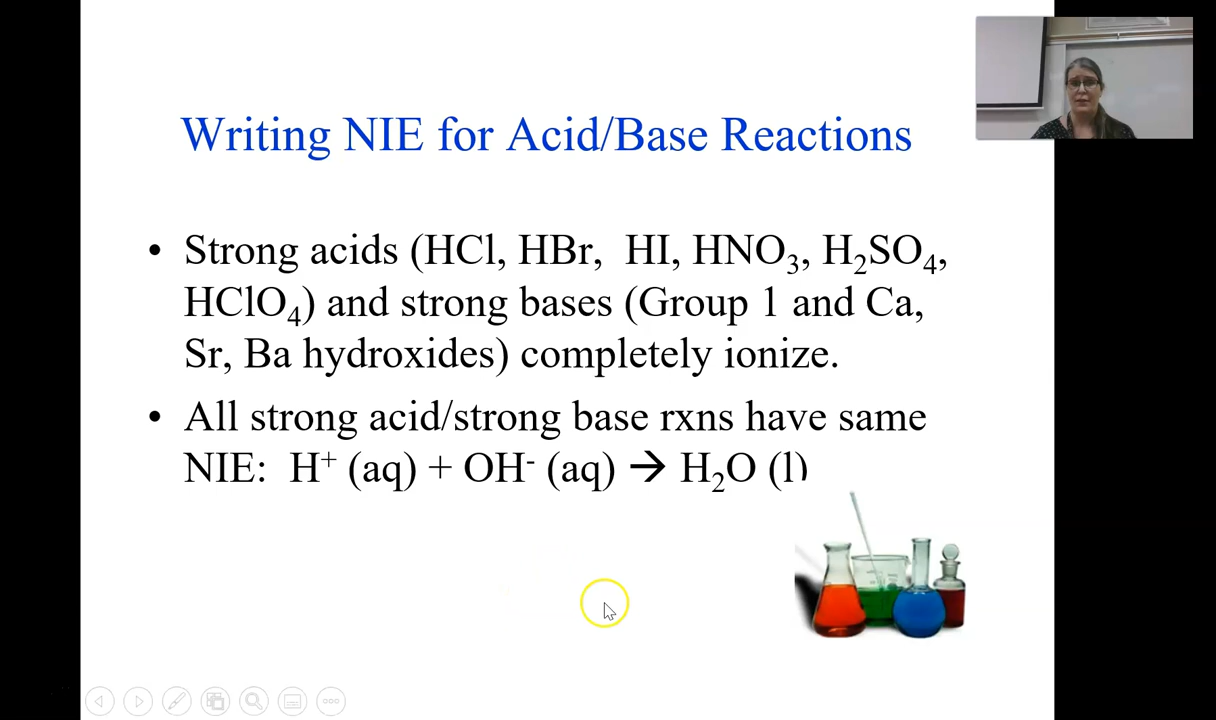 Writing NIE for Acid/Base Reactions
• Strong acids (HCl, HBr,  HI, HNO₃, H₂SO₄,
HClO₄) and strong bases (Group 1 and Ca,
Sr, Ba hydroxides) completely ionize.
• All strong acid/strong base rxns have same
NIE:  H⁺ (aq) + OH⁻ (aq) → H₂O (l)